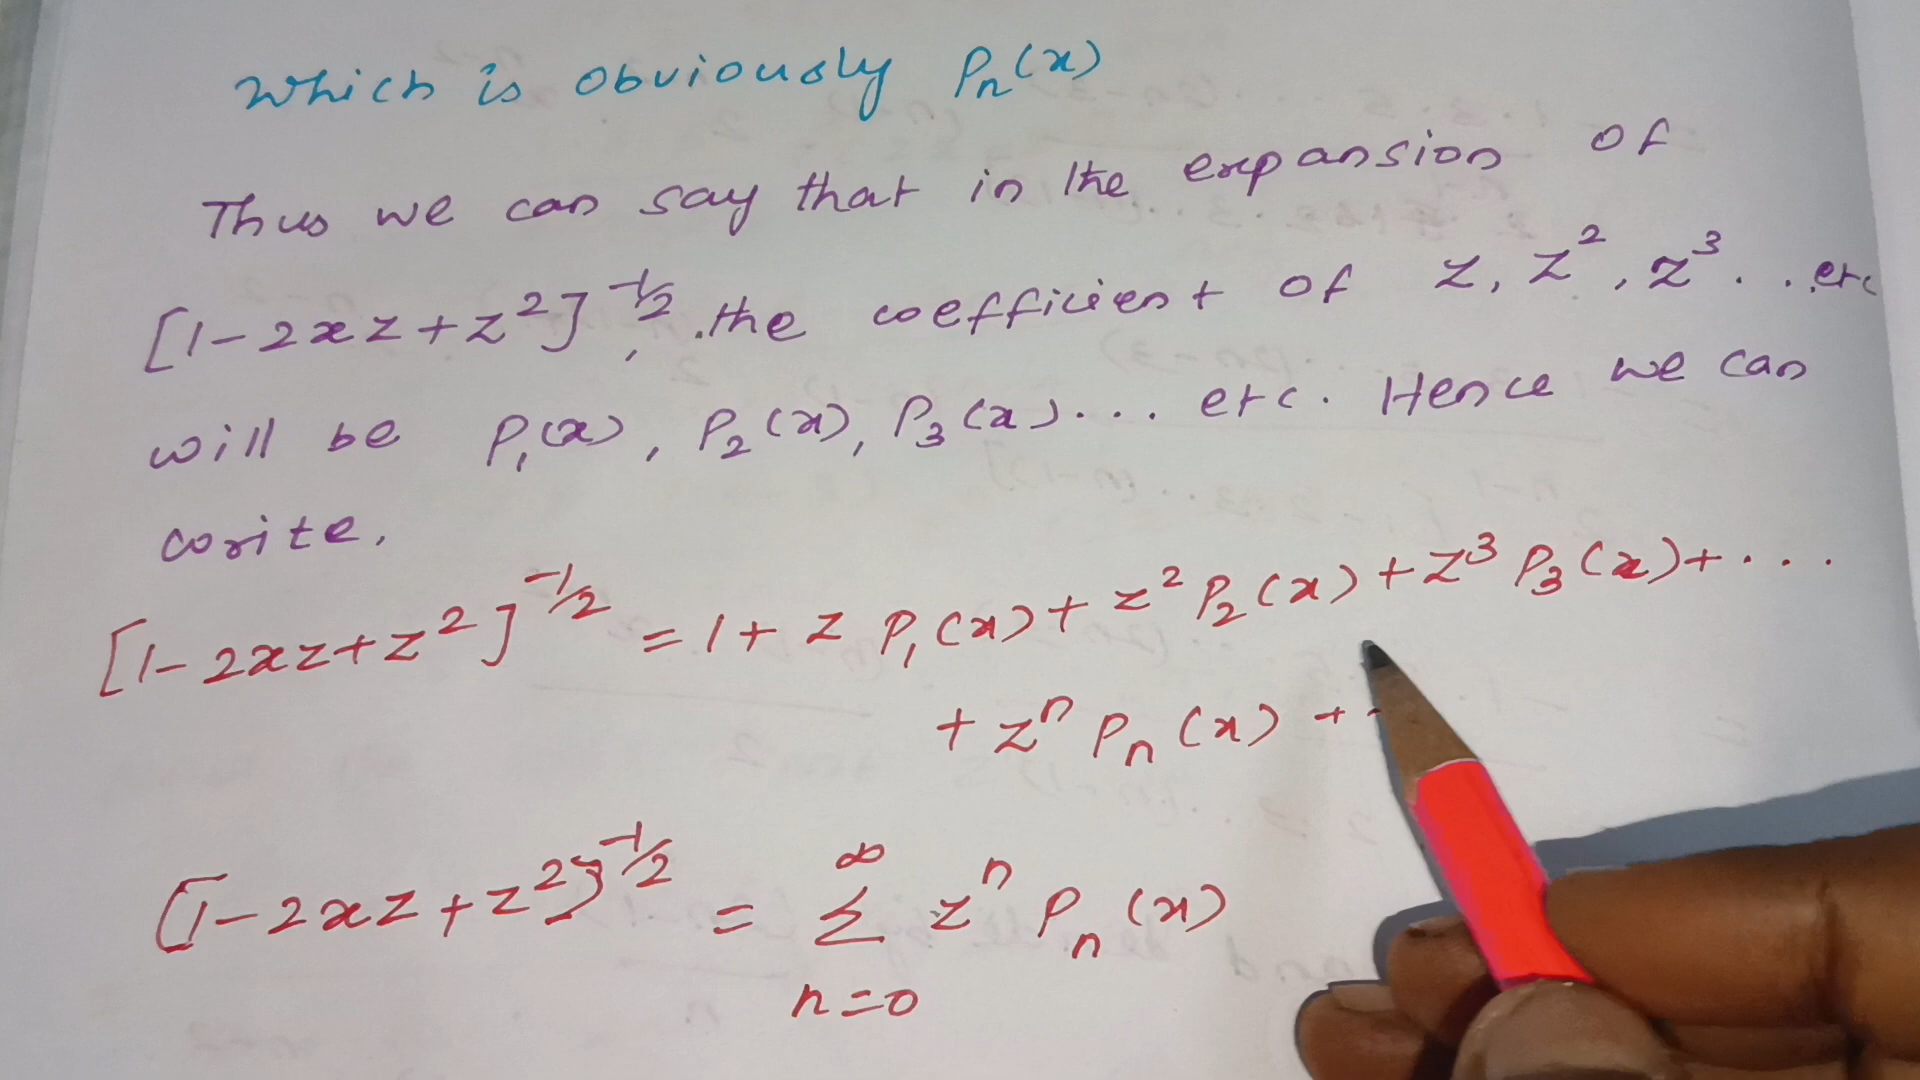 Which is obviously Pₙ(x)
Thus we can say that in the expansion of
[1-2xz+z²]^-1/2, the coefficient of z, z², z³...etc
will be P₁(x), P₂(x), P₃(x)... etc. Hence we can
write,
[1-2xz+z²]^-1/2 = 1+ z P₁(x)+ z² P₂(x)+z³ P₃(x)+....
+ zⁿ Pₙ(x) +
[1-2xz+z²]^-1/2 = ∞ Σ n=0 zⁿ Pₙ(x)